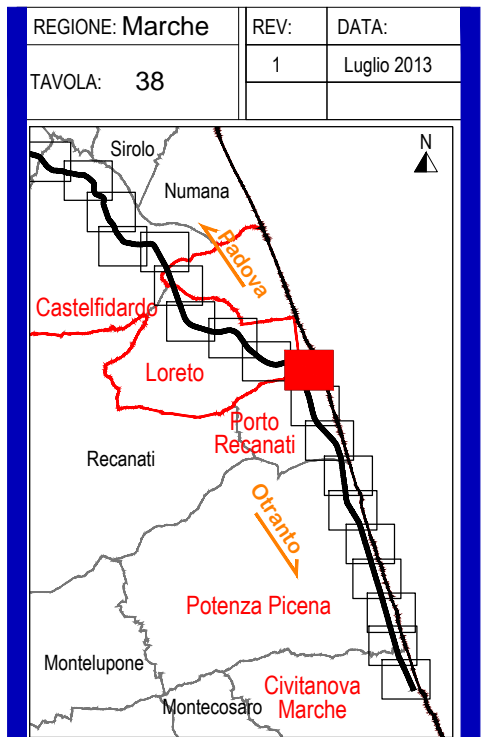 REGIONE: Marche
REV:
DATA:
1
Luglio 2013
TAVOLA: 38
Sirolo
N
Numana
Padova
Castelfidardo
Loreto
Porto
Recanati
Recanati
Otranto
Potenza Picena
Montelupone
Civitanova
Marche
Montecosaro